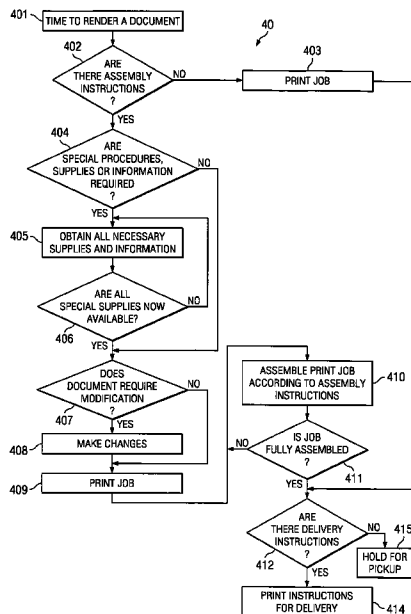 401
TIME TO RENDER A DOCUMENT
40
402
ARE
THERE ASSEMBLY
INSTRUCTIONS
?
NO
YES
403
PRINT JOB
404
ARE
SPECIAL PROCEDURES,
SUPPLIES OR INFORMATION
REQUIRED
?
NO
YES
405
OBTAIN ALL NECESSARY
SUPPLIES AND INFORMATION
ARE ALL
SPECIAL SUPPLIES NOW
AVAILABLE?
NO
406
YES
DOES
DOCUMENT REQUIRE
MODIFICATION
?
NO
407
YES
408
MAKE CHANGES
409
PRINT JOB
ASSEMBLE PRINT JOB
ACCORDING TO ASSEMBLY
INSTRUCTIONS
410
NO
IS JOB
FULLY ASSEMBLED
?
411
YES
ARE
THERE DELIVERY
INSTRUCTIONS
?
NO
412
YES
415
HOLD FOR
PICKUP
PRINT INSTRUCTIONS
FOR DELIVERY
414